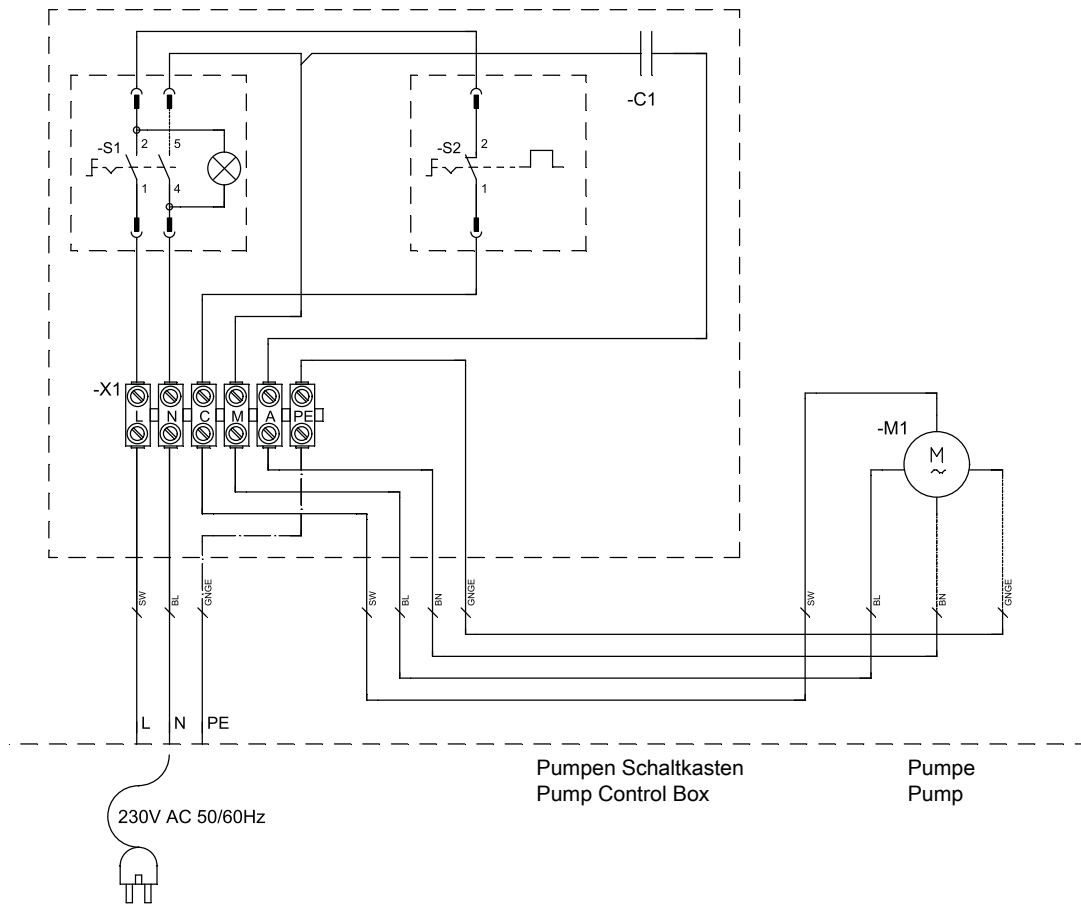 -C1
-S1
2
5
1
4
-S2
2
1
-X1
L
N
C
M
A
PE
-M1
M
~
SW
BL
GNGE
SW
BL
BN
GNGE
SW
BL
BN
GNGE
L
N
PE
Pumpen Schaltkasten
Pump Control Box
Pumpe
Pump
230V AC 50/60Hz